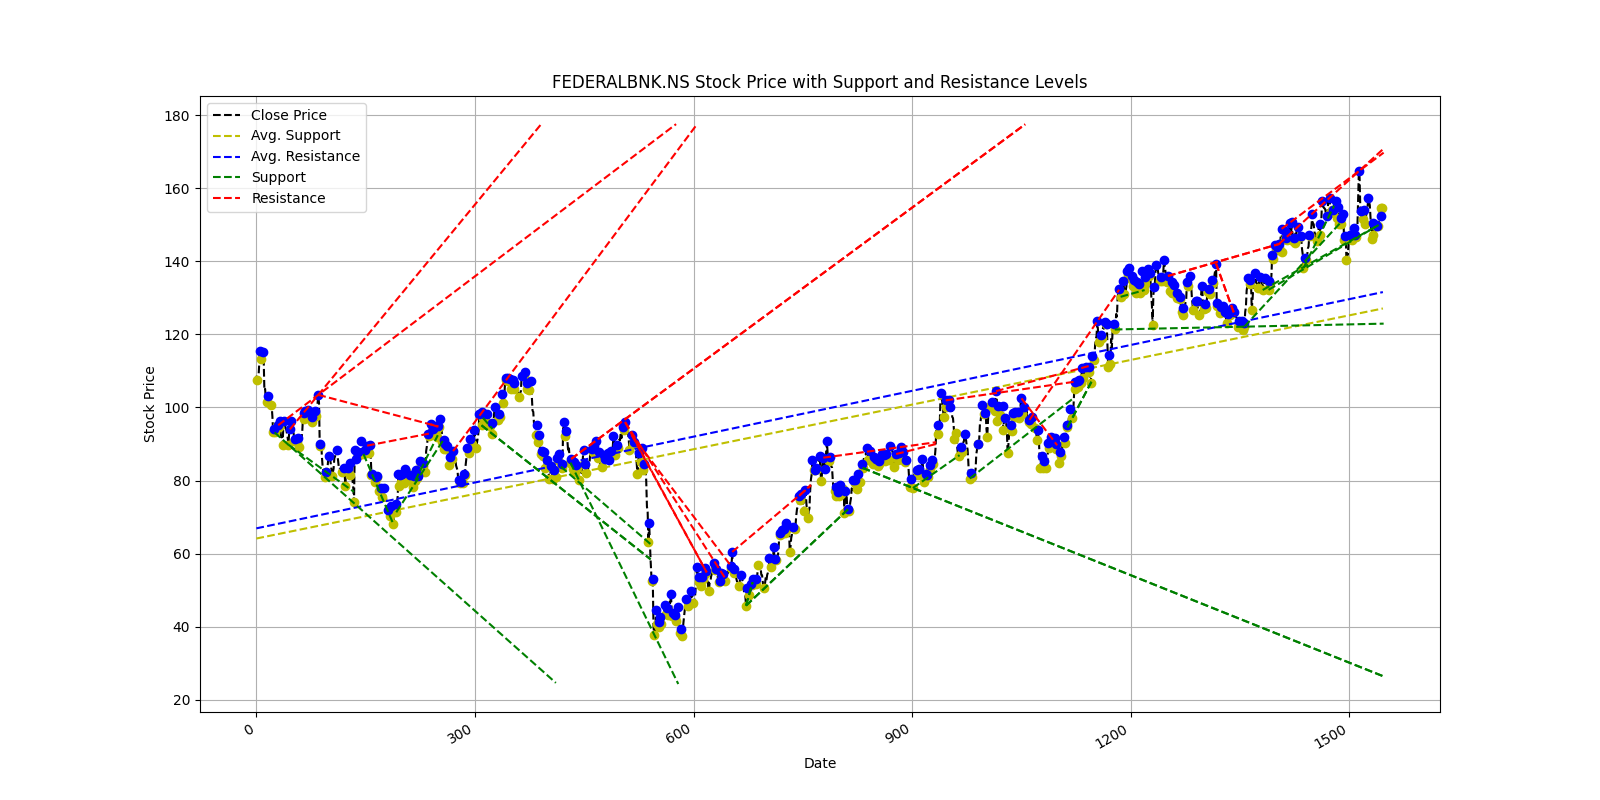 FEDERALBNK.NS Stock Price with Support and Resistance Levels
Close Price
Avg. Support
Avg. Resistance
Support
Resistance
180
160
140
120
100
80
60
40
20
Stock Price
0
300
600
900
1200
1500
Date